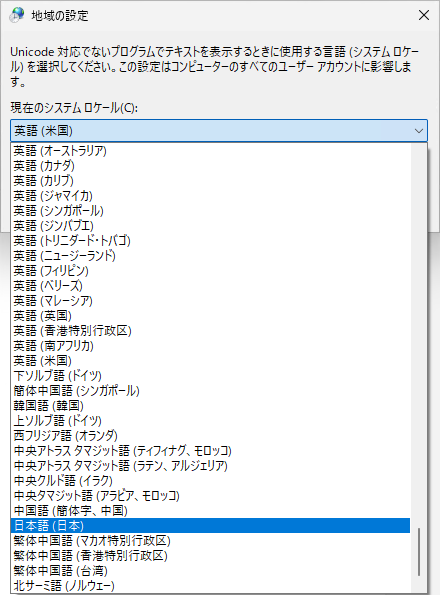 地域の設定
Unicode 対応でないプログラムでテキストを表示するときに使用する言語 (システム ロケー
ル) を選択してください。この設定はコンピューターのすべてのユーザー アカウントに影響しま
す。
現在のシステム ロケール(C):
英語 (米国)
英語 (オーストラリア)
英語 (カナダ)
英語 (カリブ)
英語 (ジャマイカ)
英語 (シンガポール)
英語 (ジンバブエ)
英語 (トリニダード・トバゴ)
英語 (ニュージーランド)
英語 (フィリピン)
英語 (ベリーズ)
英語 (マレーシア)
英語 (英国)
英語 (香港特別行政区)
英語 (南アフリカ)
英語 (米国)
下ソルブ語 (ドイツ)
簡体中国語 (シンガポール)
韓国語 (韓国)
上ソルブ語 (ドイツ)
西フリジア語 (オランダ)
中央アトラス タマジット語 (ティフィナグ、モロッコ)
中央アトラス タマジット語 (ラテン、アルジェリア)
中央クルド語 (イラク)
中央タマジット語 (アラビア、モロッコ)
中国語 (簡体字、中国)
日本語 (日本)
繁体中国語 (マカオ特別行政区)
繁体中国語 (香港特別行政区)
繁体中国語 (台湾)
北サーミ語 (ノルウェー)